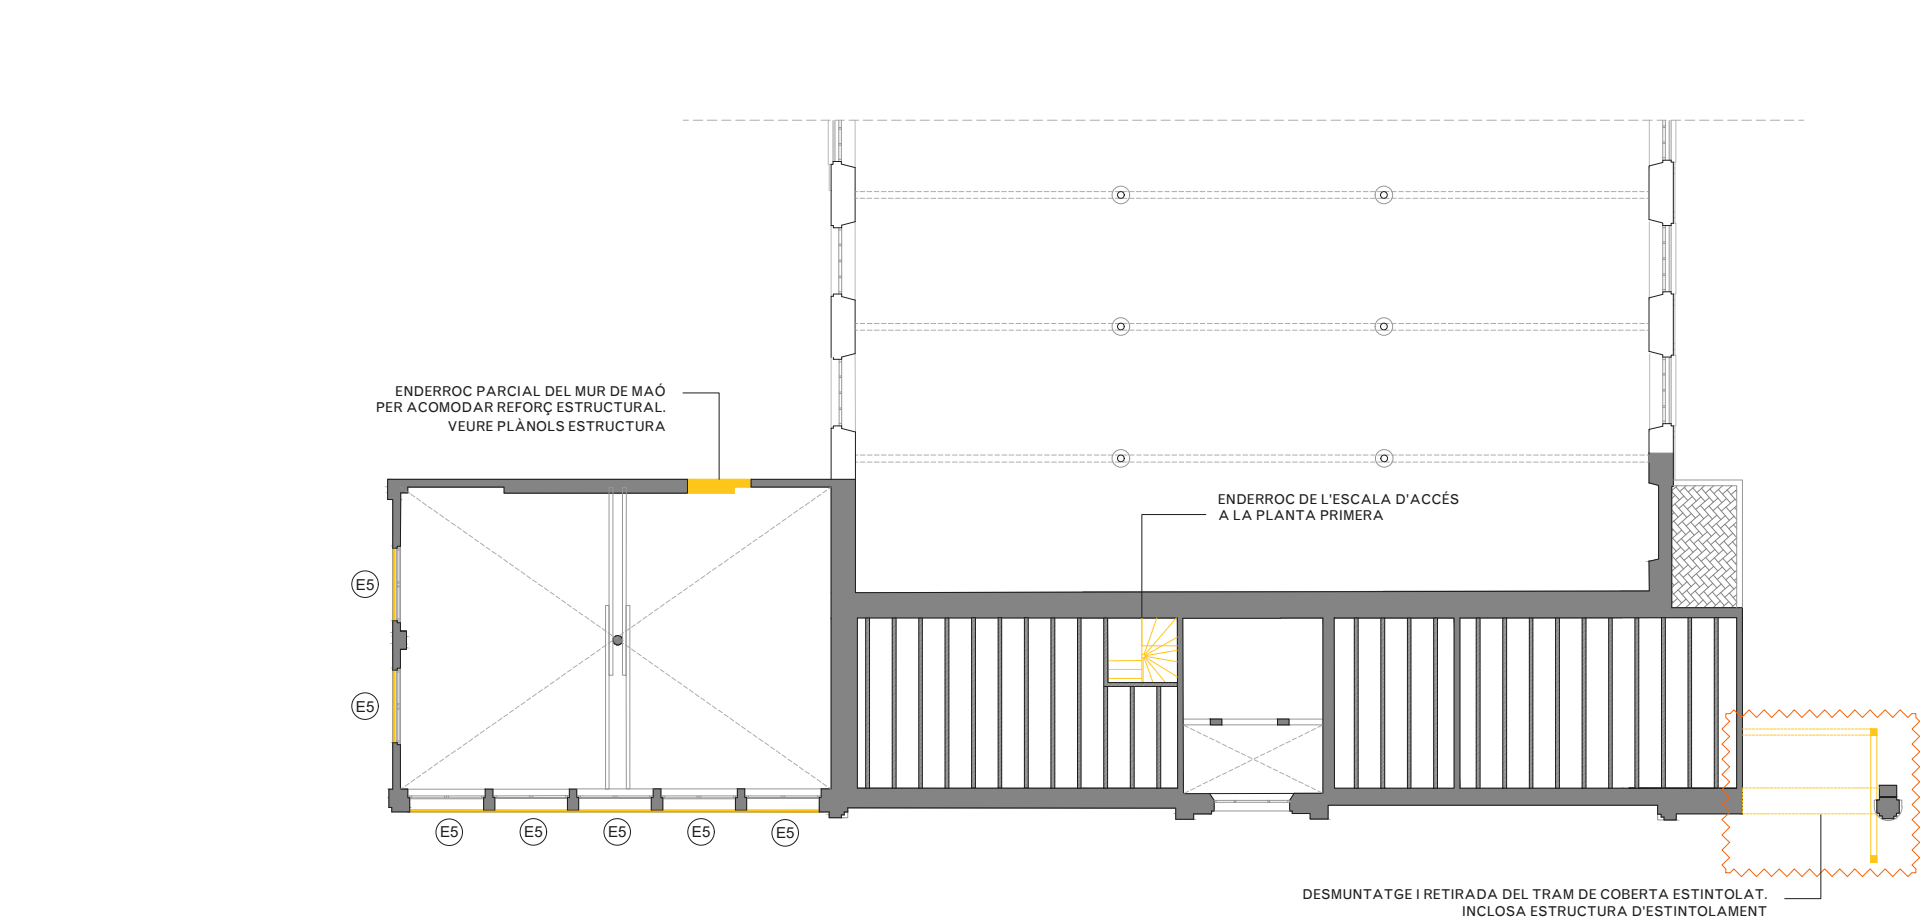 ENDERROC PARCIAL DEL MUR DE MAÓ
PER ACOMODAR REFORÇ ESTRUCTURAL.
VEURE PLÀNOLS ESTRUCTURA
ENDERROC DE L'ESCALA D'ACCÉS
A LA PLANTA PRIMERA
E5
E5
E5
E5
E5
E5
E5
DESMUNTATGE I RETIRADA DEL TRAM DE COBERTA ESTINTOLAT.
INCLOSA ESTRUCTURA D'ESTINTOLAMENT